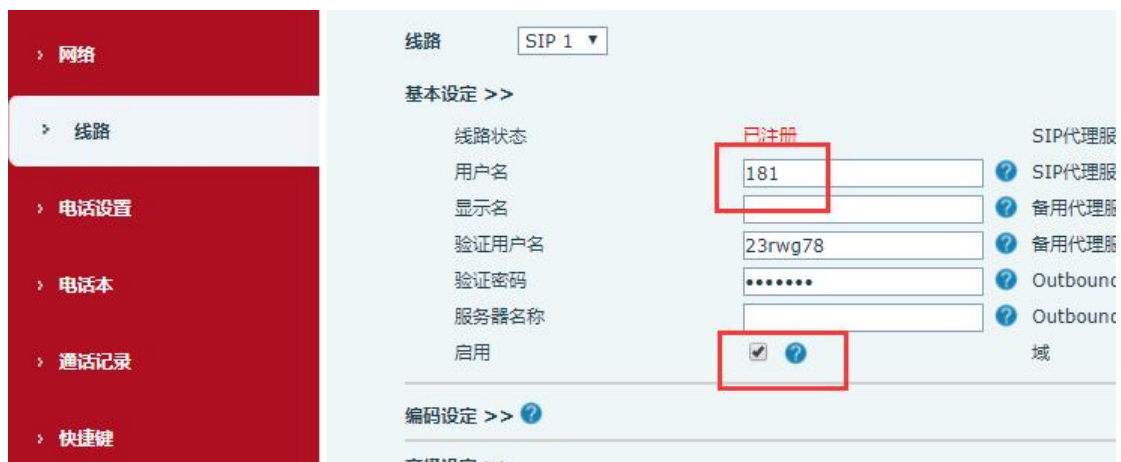 网络
线路
电话设置
电话本
通话记录
快捷键
线路 SIP 1
基本设定 >>
线路状态 已注册 SIP代理服
用户名 181 SIP代理服
显示名 备用代理服
验证用户名 23rwg78 备用代理服
验证密码 ••••••• Outbound
服务器名称 Outbound
启用 域
编码设定 >>